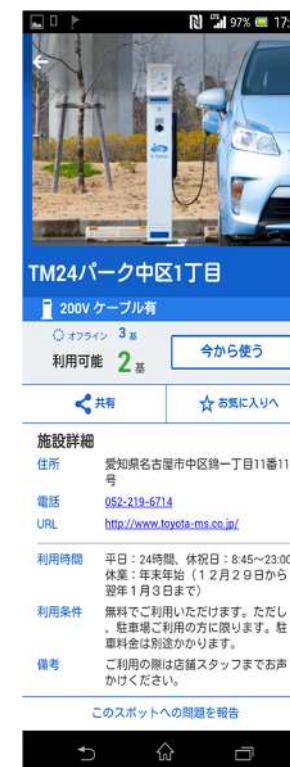 97% 17:
TM24パーク中区1丁目
200V ケーブル有
オフライン 3基
利用可能 2基
今から使う
共有
お気に入りへ
施設詳細
住所 愛知県名古屋市中区錦一丁目11番11
号
電話 052-219-6714
URL http://www.toyota-ms.co.jp/
利用時間 平日：24時間、休祝日：8:45～23:00
休業：年末年始（１２月２９日から
翌年１月３日まで）
利用条件 無料でご利用いただけます。ただし
、駐車場ご利用の方に限ります。駐
車料金は別途かかります。
備考 ご利用の際は店舗スタッフまでお声
かけください。
このスポットへの問題を報告